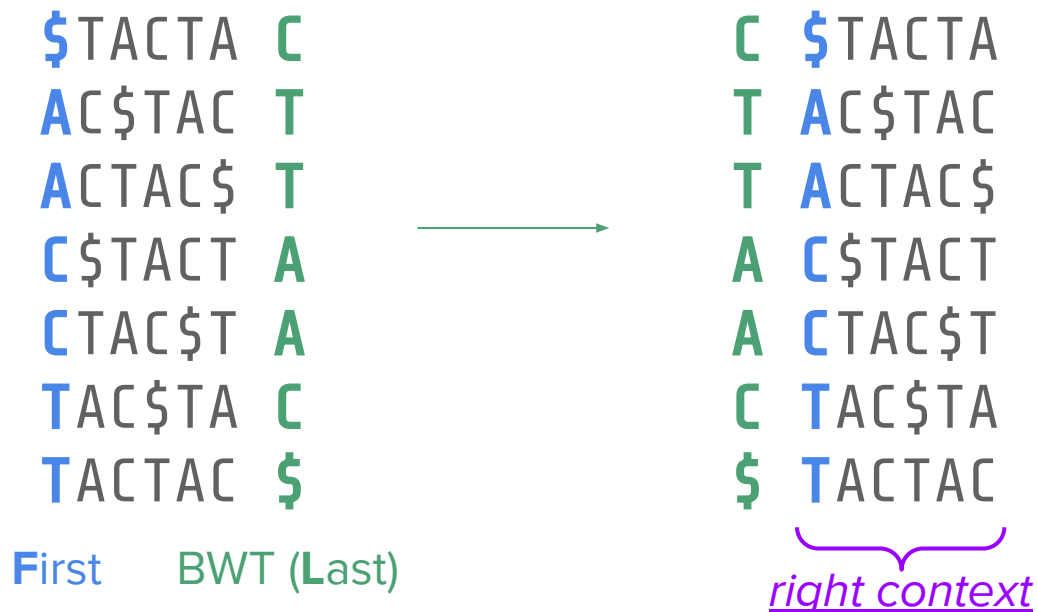 $TACTA C C $TACTA
AC$TAC T T AC$TAC
ACTAC$ T T ACTAC$
C$TACT A A C$TACT
CTAC$T A A CTAC$T
TAC$TA C C TAC$TA
TACTAC $ $ TACTAC
First BWT (Last)
right context